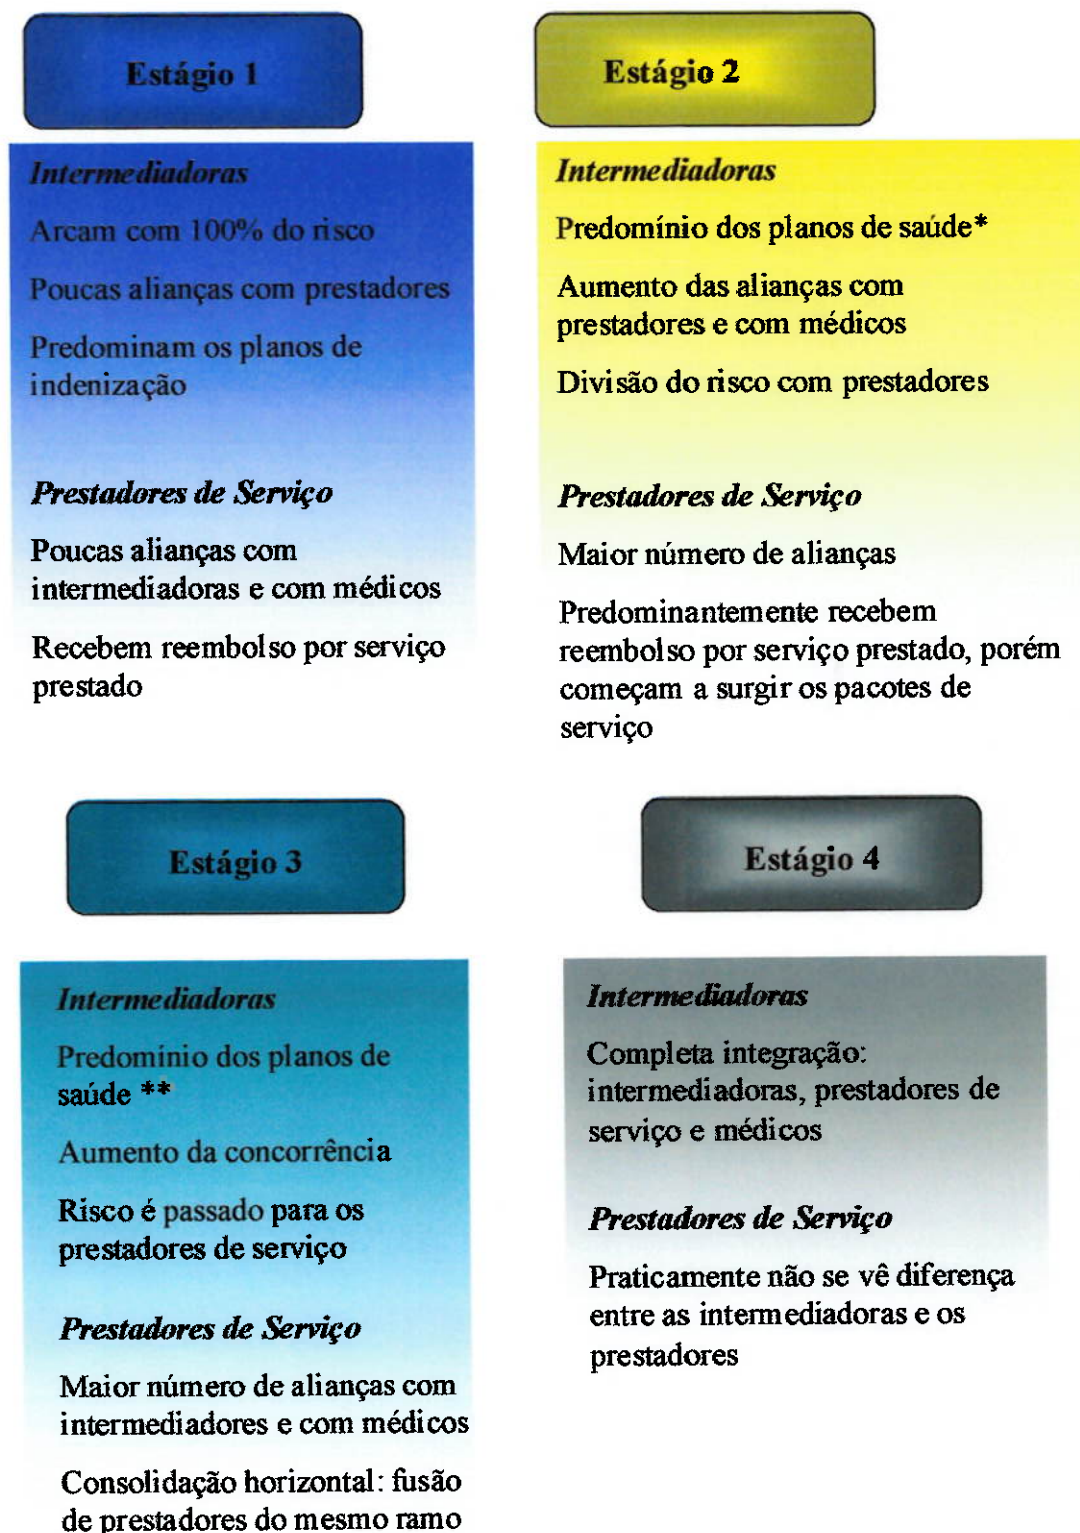 Estágio 1
Intermediadoras
Arcam com 100% do risco
Poucas alianças com prestadores
Predominam os planos de
indenização
Prestadores de Serviço
Poucas alianças com
intermediadoras e com médicos
Recebem reembolso por serviço
prestado
Estágio 2
Intermediadoras
Predomínio dos planos de saúde*
Aumento das alianças com
prestadores e com médicos
Divisão do risco com prestadores
Prestadores de Serviço
Maior número de alianças
Predominantemente recebem
reembolso por serviço prestado, porém
começam a surgir os pacotes de
serviço
Estágio 3
Intermediadoras
Predomínio dos planos de
saúde **
Aumento da concorrência
Risco é passado para os
prestadores de serviço
Prestadores de Serviço
Maior número de alianças com
intermediadores e com médicos
Consolidação horizontal: fusão
de prestadores do mesmo ramo
Estágio 4
Intermediadoras
Completa integração:
intermediadoras, prestadores de
serviço e médicos
Prestadores de Serviço
Praticamente não se vê diferença
entre as intermediadoras e os
prestadores